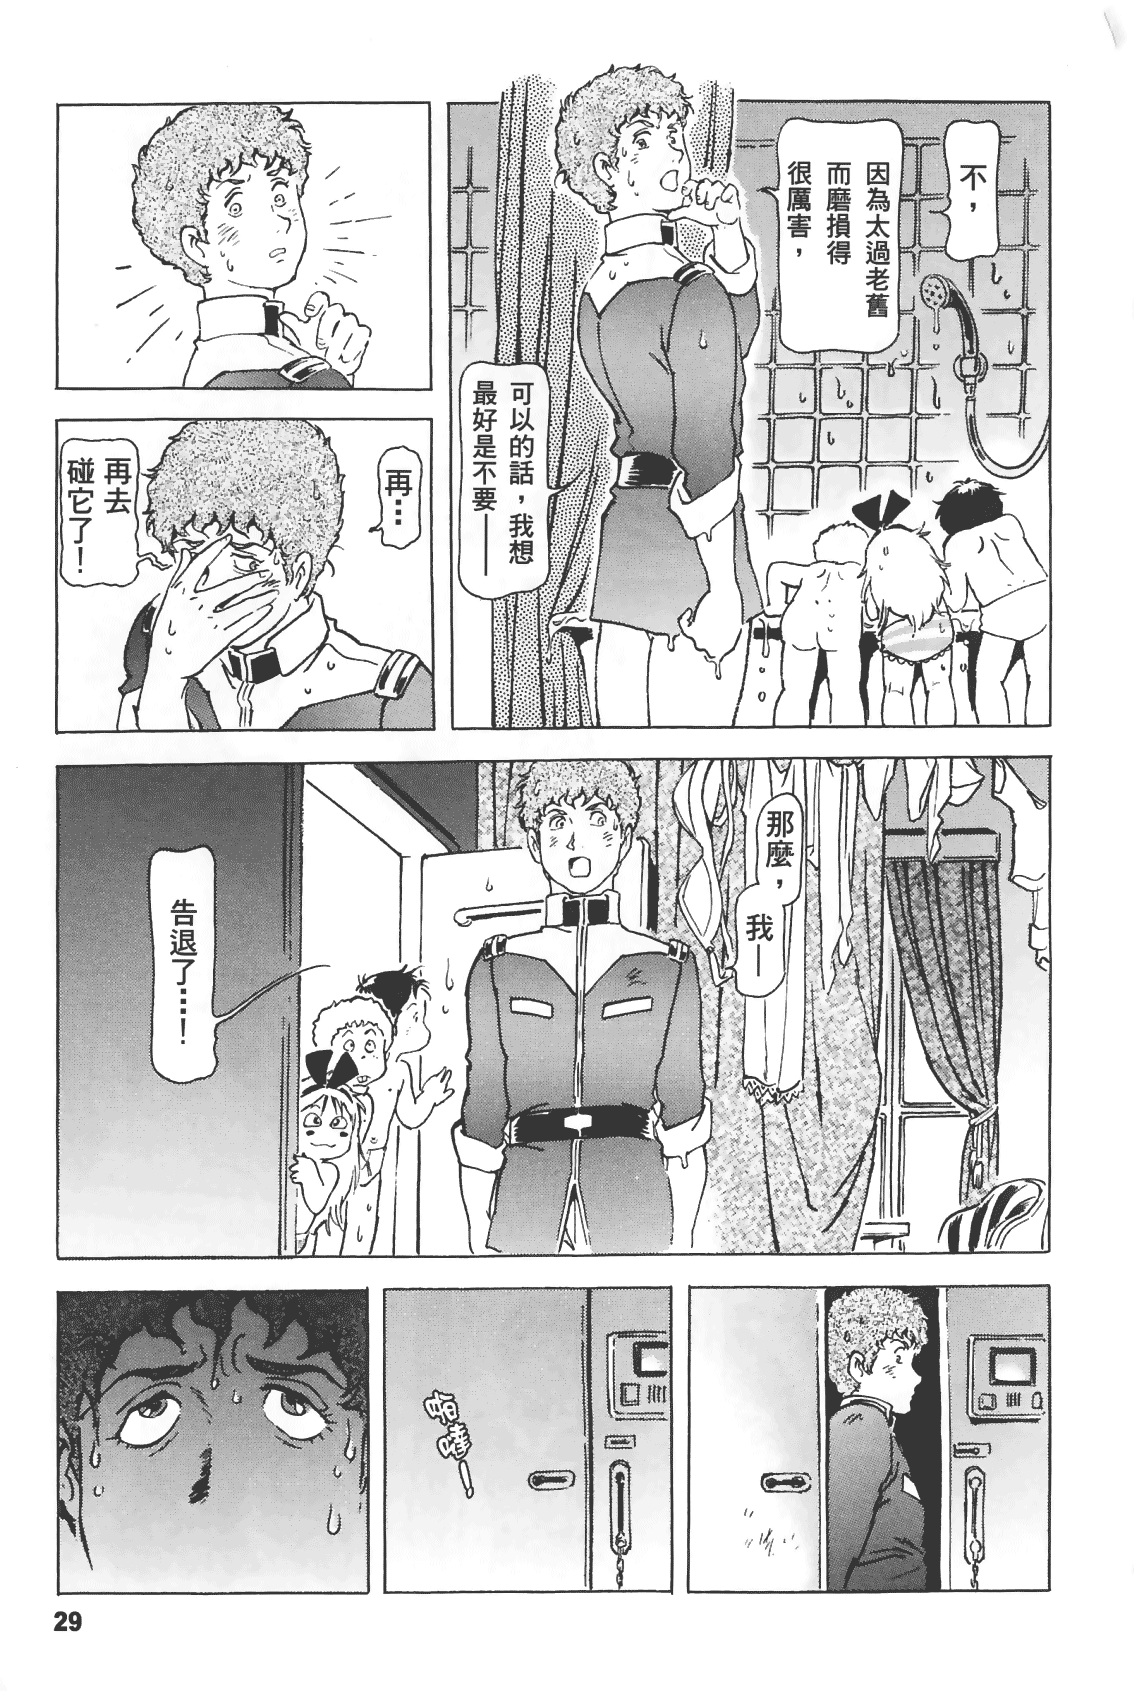 不，
因為太過老舊
而磨損得
很厲害，
可以的話，我想
最好是不要——
再…
再去
碰它了！
那麼，
我—
告退了…！
喀噠！
29